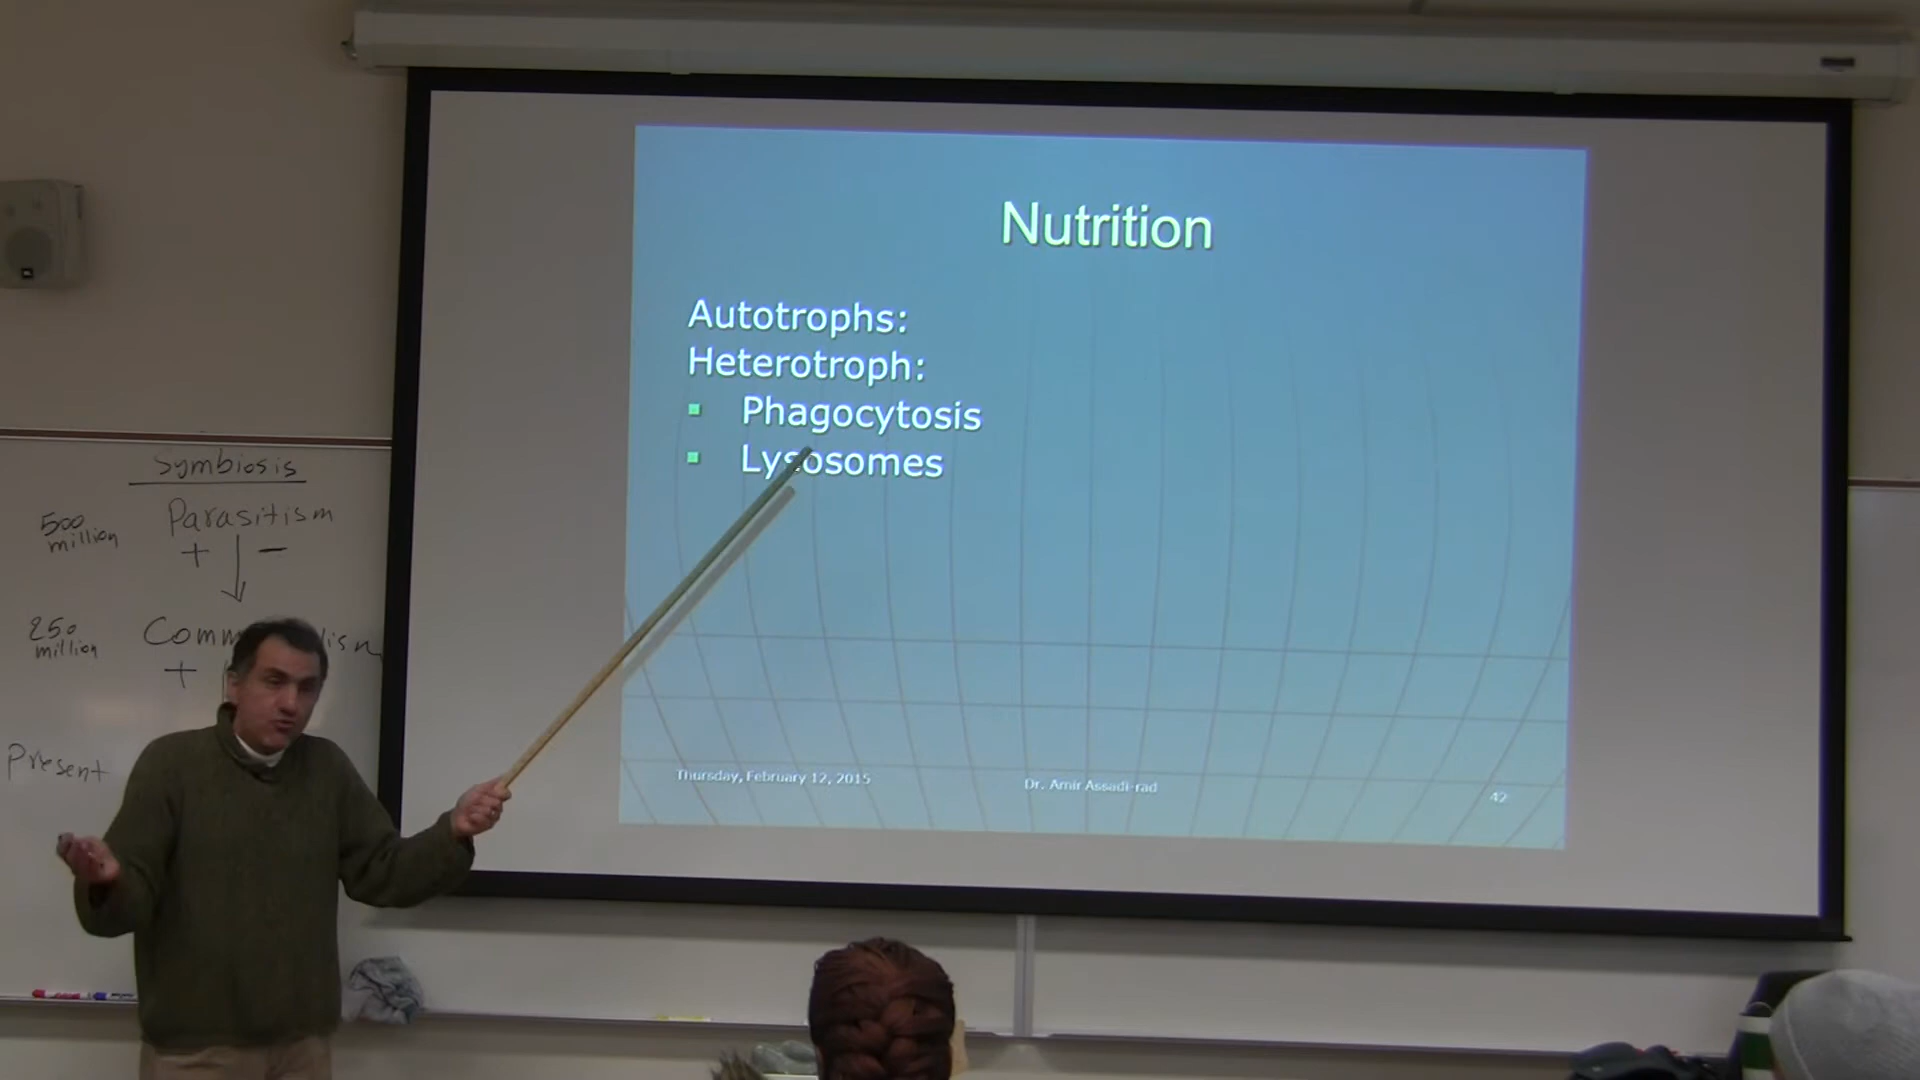 Nutrition
Autotrophs:
Heterotroph:
Phagocytosis
Lysosomes
Thursday, February 12, 2015
Dr. Amir Assadi-rad
42
Symbiosis
500 million
Parasitism
+ -
250 million
+
Present